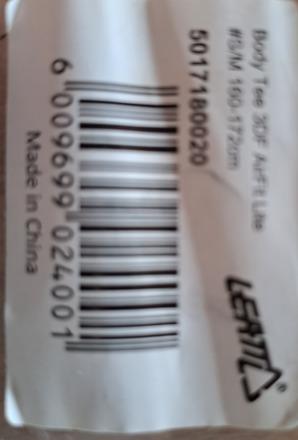 Body Tee 3DF AirFit Lite
#S/M 160-172cm
5017180020
6 009699 024001
Made in China
LEATT®